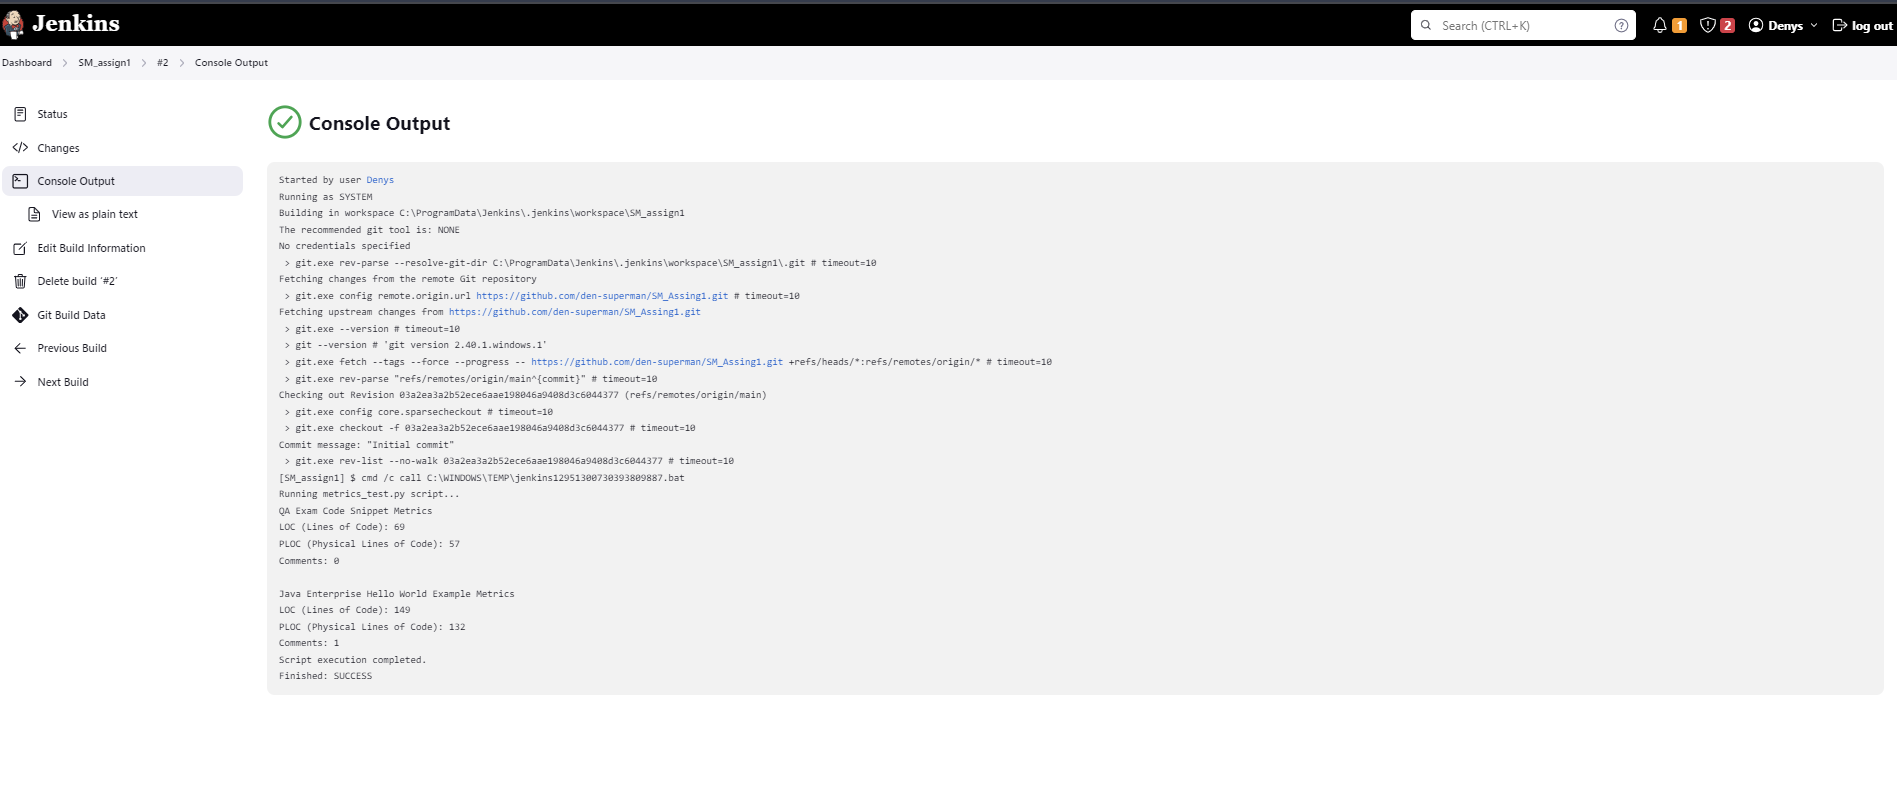 Jenkins
Search (CTRL+K)
1
2
Denys
log out
Dashboard
SM_assign1
#2
Console Output
Status
Changes
Console Output
View as plain text
Edit Build Information
Delete build ‘#2’
Git Build Data
Previous Build
Next Build
Console Output
Started by user Denys
Running as SYSTEM
Building in workspace C:\ProgramData\Jenkins\.jenkins\workspace\SM_assign1
The recommended git tool is: NONE
No credentials specified
> git.exe rev-parse --resolve-git-dir C:\ProgramData\Jenkins\.jenkins\workspace\SM_assign1\.git # timeout=10
Fetching changes from the remote Git repository
> git.exe config remote.origin.url https://github.com/den-superman/SM_Assing1.git # timeout=10
Fetching upstream changes from https://github.com/den-superman/SM_Assing1.git
> git.exe --version # timeout=10
> git --version # 'git version 2.40.1.windows.1'
> git.exe fetch --tags --force --progress -- https://github.com/den-superman/SM_Assing1.git +refs/heads/*:refs/remotes/origin/* # timeout=10
> git.exe rev-parse "refs/remotes/origin/main^{commit}" # timeout=10
Checking out Revision 03a2ea3a2b52ece6aae198046a9408d3c6044377 (refs/remotes/origin/main)
> git.exe config core.sparsecheckout # timeout=10
> git.exe checkout -f 03a2ea3a2b52ece6aae198046a9408d3c6044377 # timeout=10
Commit message: "Initial commit"
> git.exe rev-list --no-walk 03a2ea3a2b52ece6aae198046a9408d3c6044377 # timeout=10
[SM_assign1] $ cmd /c call C:\WINDOWS\TEMP\jenkins12951300730393809887.bat
Running metrics_test.py script...
QA Exam Code Snippet Metrics
LOC (Lines of Code): 69
PLOC (Physical Lines of Code): 57
Comments: 0
Java Enterprise Hello World Example Metrics
LOC (Lines of Code): 149
PLOC (Physical Lines of Code): 132
Comments: 1
Script execution completed.
Finished: SUCCESS